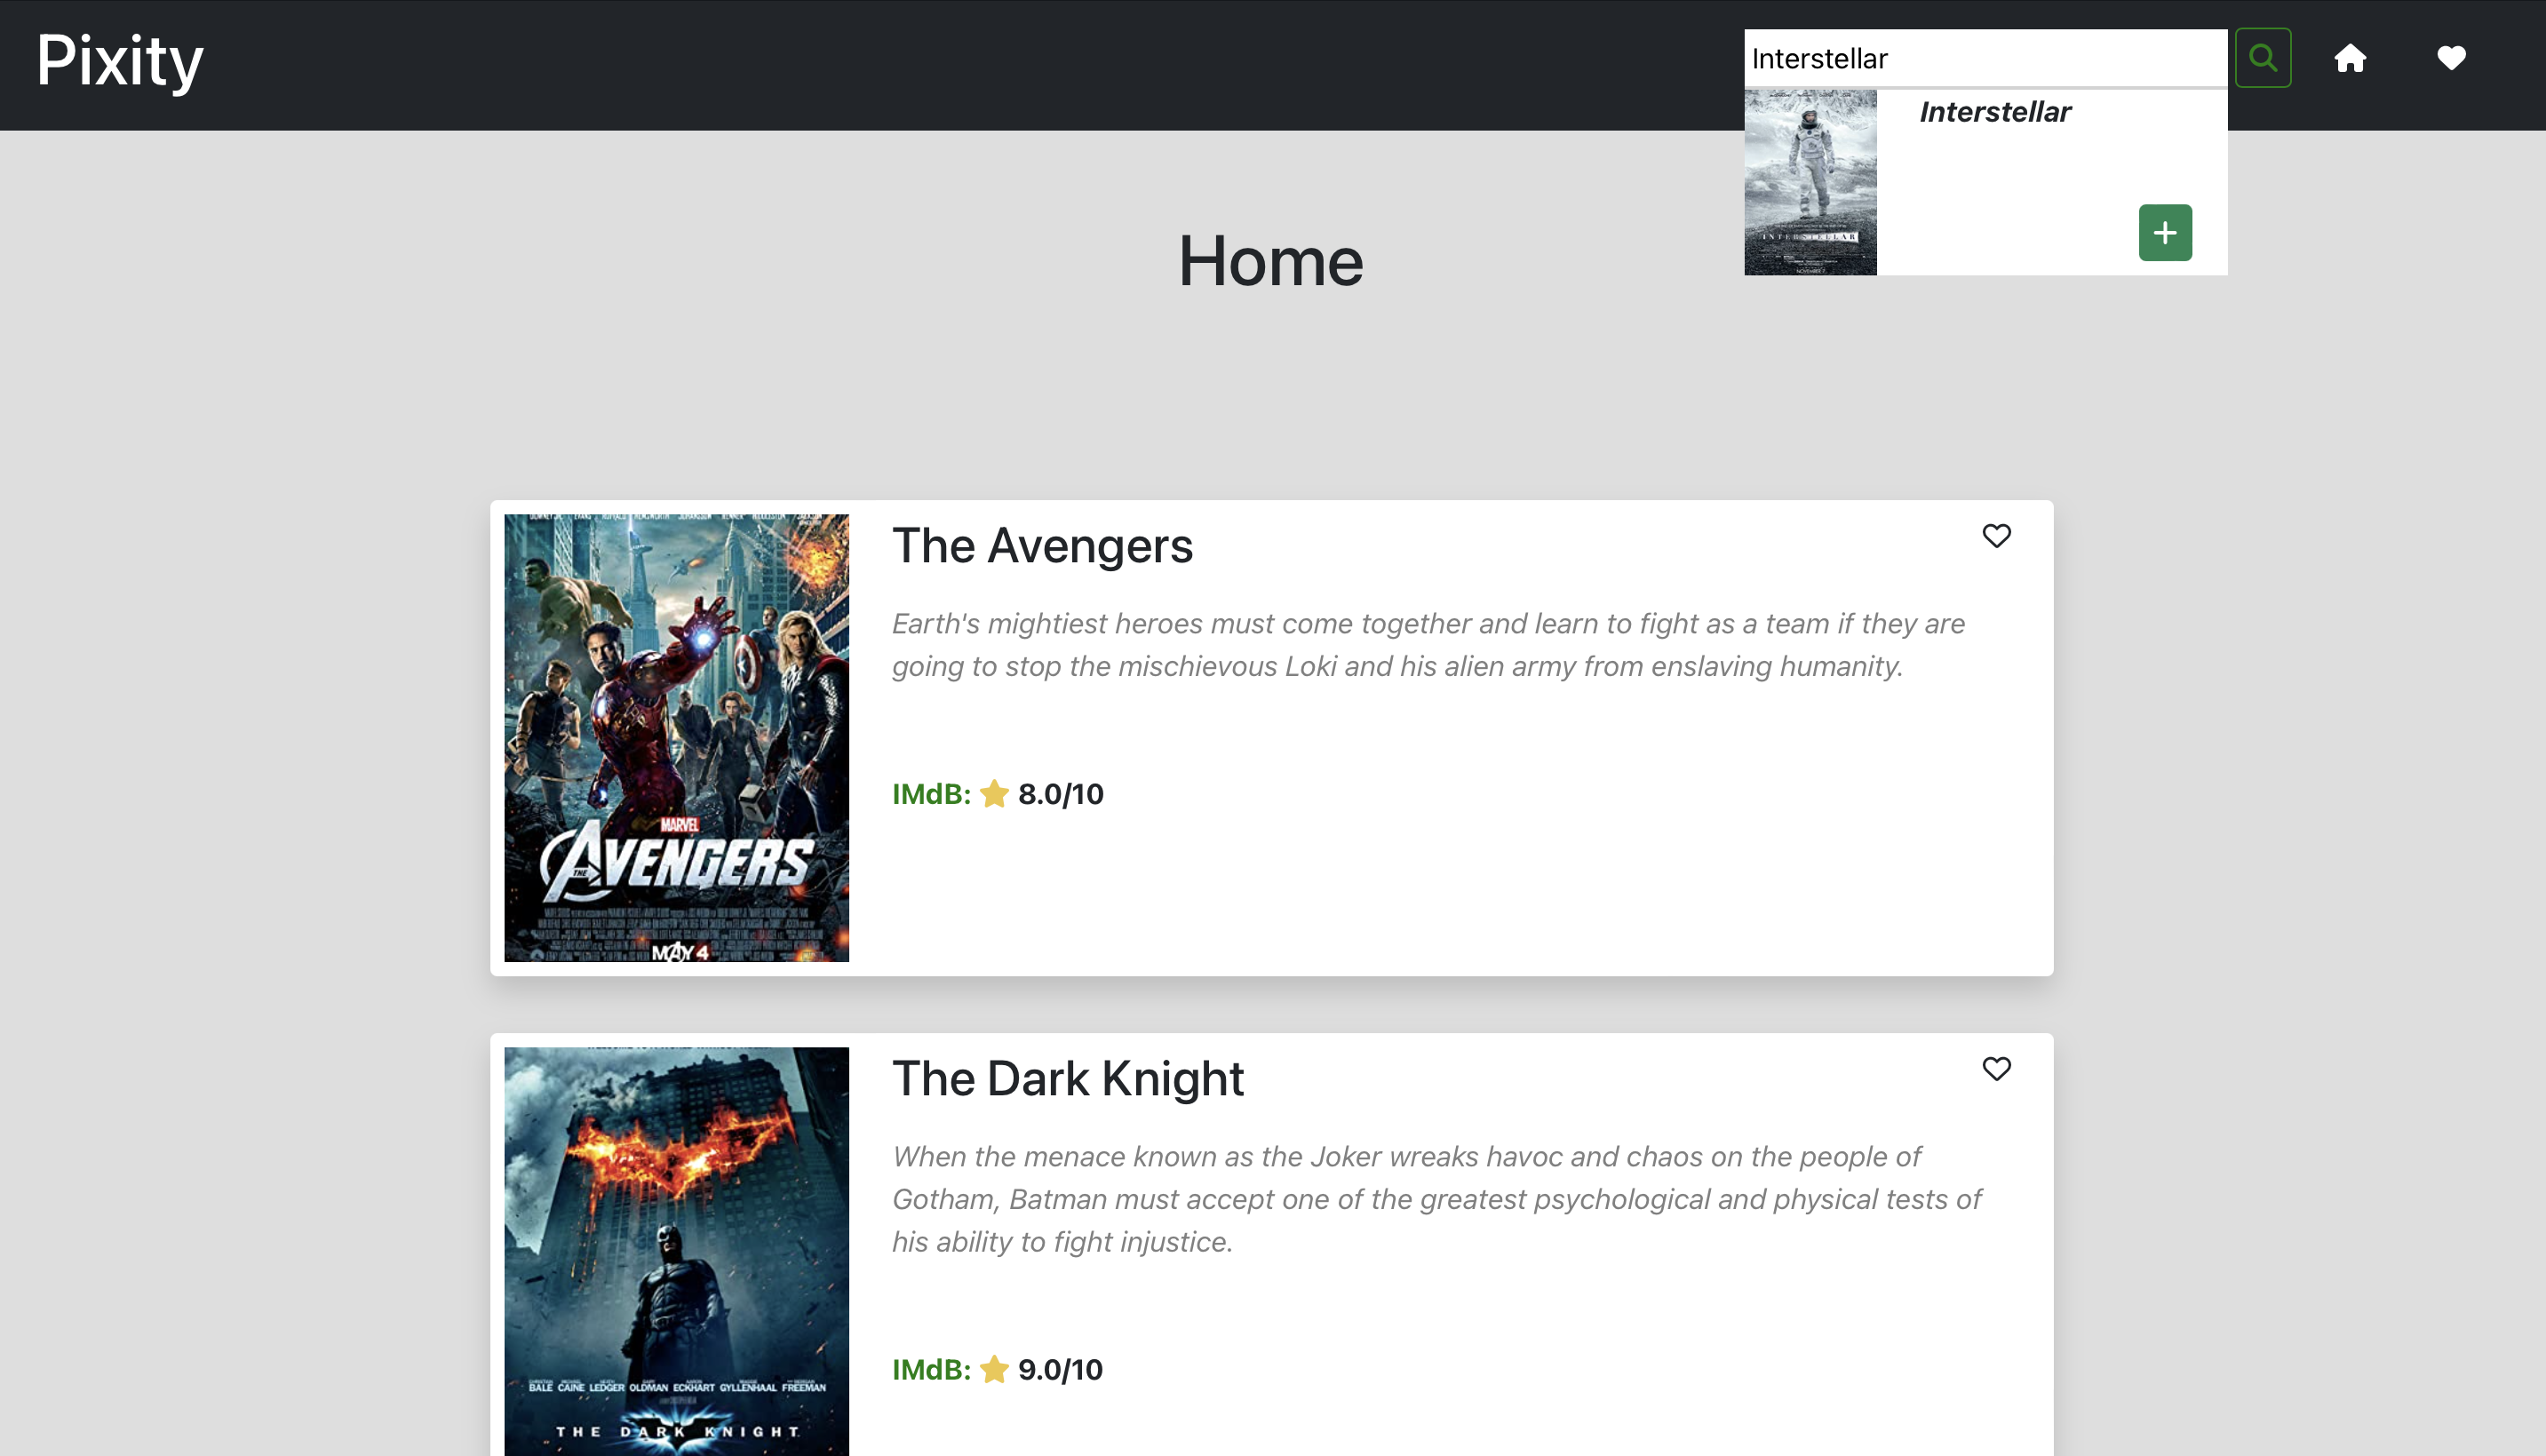 Pixity
Interstellar
Interstellar
INTERSTELLAR
Home
The Avengers
Earth's mightiest heroes must come together and learn to fight as a team if they are
going to stop the mischievous Loki and his alien army from enslaving humanity.
IMdB: 8.0/10
MARVEL
THE AVENGERS
MAY 4
The Dark Knight
When the menace known as the Joker wreaks havoc and chaos on the people of
Gotham, Batman must accept one of the greatest psychological and physical tests of
his ability to fight injustice.
IMdB: 9.0/10
BALE CAINE LEDGER OLDMAN ECKHART GYLLENHAAL FREEMAN
THE DARK KNIGHT